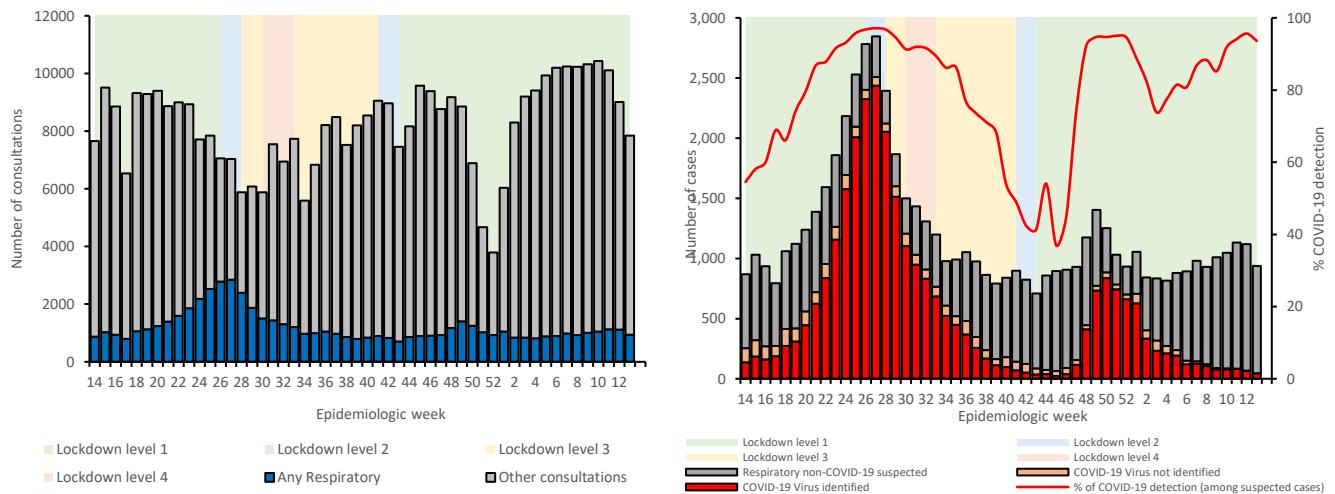 12000
10000
8000
6000
4000
2000
0
Number of consultations
14 16 18 20 22 24 26 28 30 32 34 36 38 40 42 44 46 48 50 52 2 4 6 8 10 12
Epidemiologic week
Lockdown level 1 Lockdown level 2 Lockdown level 3
Lockdown level 4 Any Respiratory Other consultations
3,000
2,500
2,000
1,500
1,000
500
0
Number of cases
100
80
60
40
20
0
% COVID-19 detection
14 16 18 20 22 24 26 28 30 32 34 36 38 40 42 44 46 48 50 52 2 4 6 8 10 12
Epidemiologic week
Lockdown level 1 Lockdown level 2
Lockdown level 3 Lockdown level 4
Respiratory non-COVID-19 suspected COVID-19 Virus not identified
COVID-19 Virus identified % of COVID-19 detection (among suspected cases)